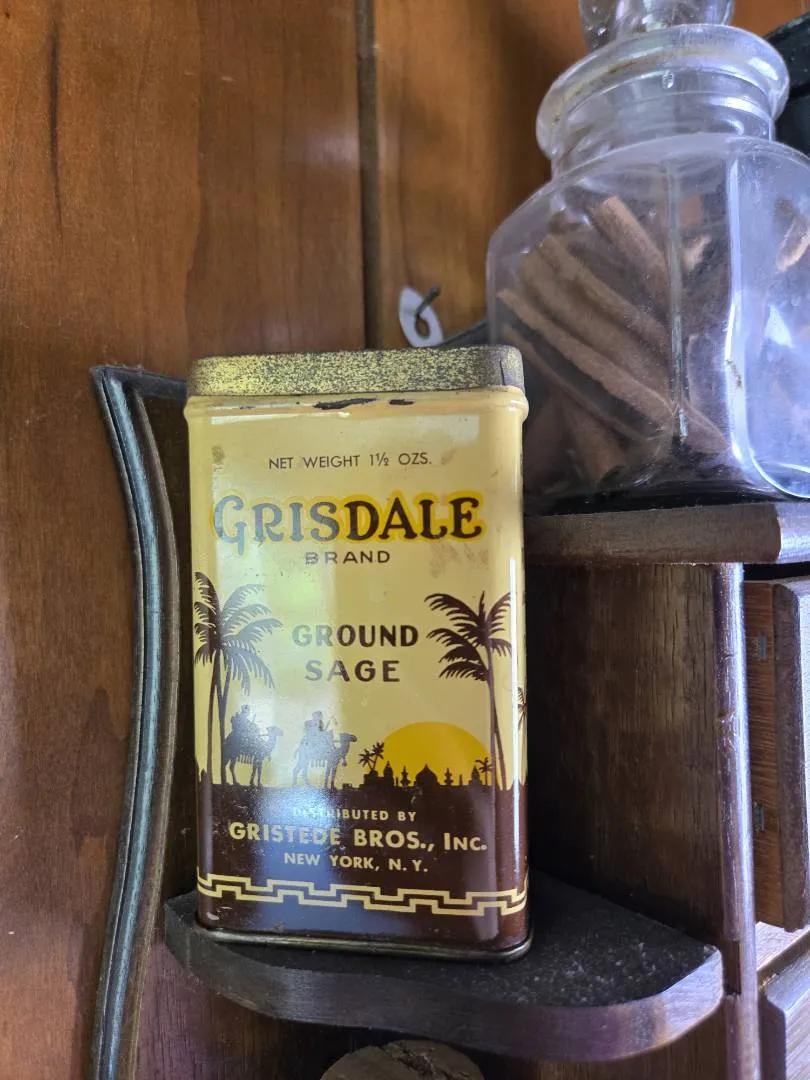 NET WEIGHT 1½ OZS.
GRISDALE
BRAND
GROUND
SAGE
DISTRIBUTED BY
GRISTEDE BROS., INC.
NEW YORK, N. Y.